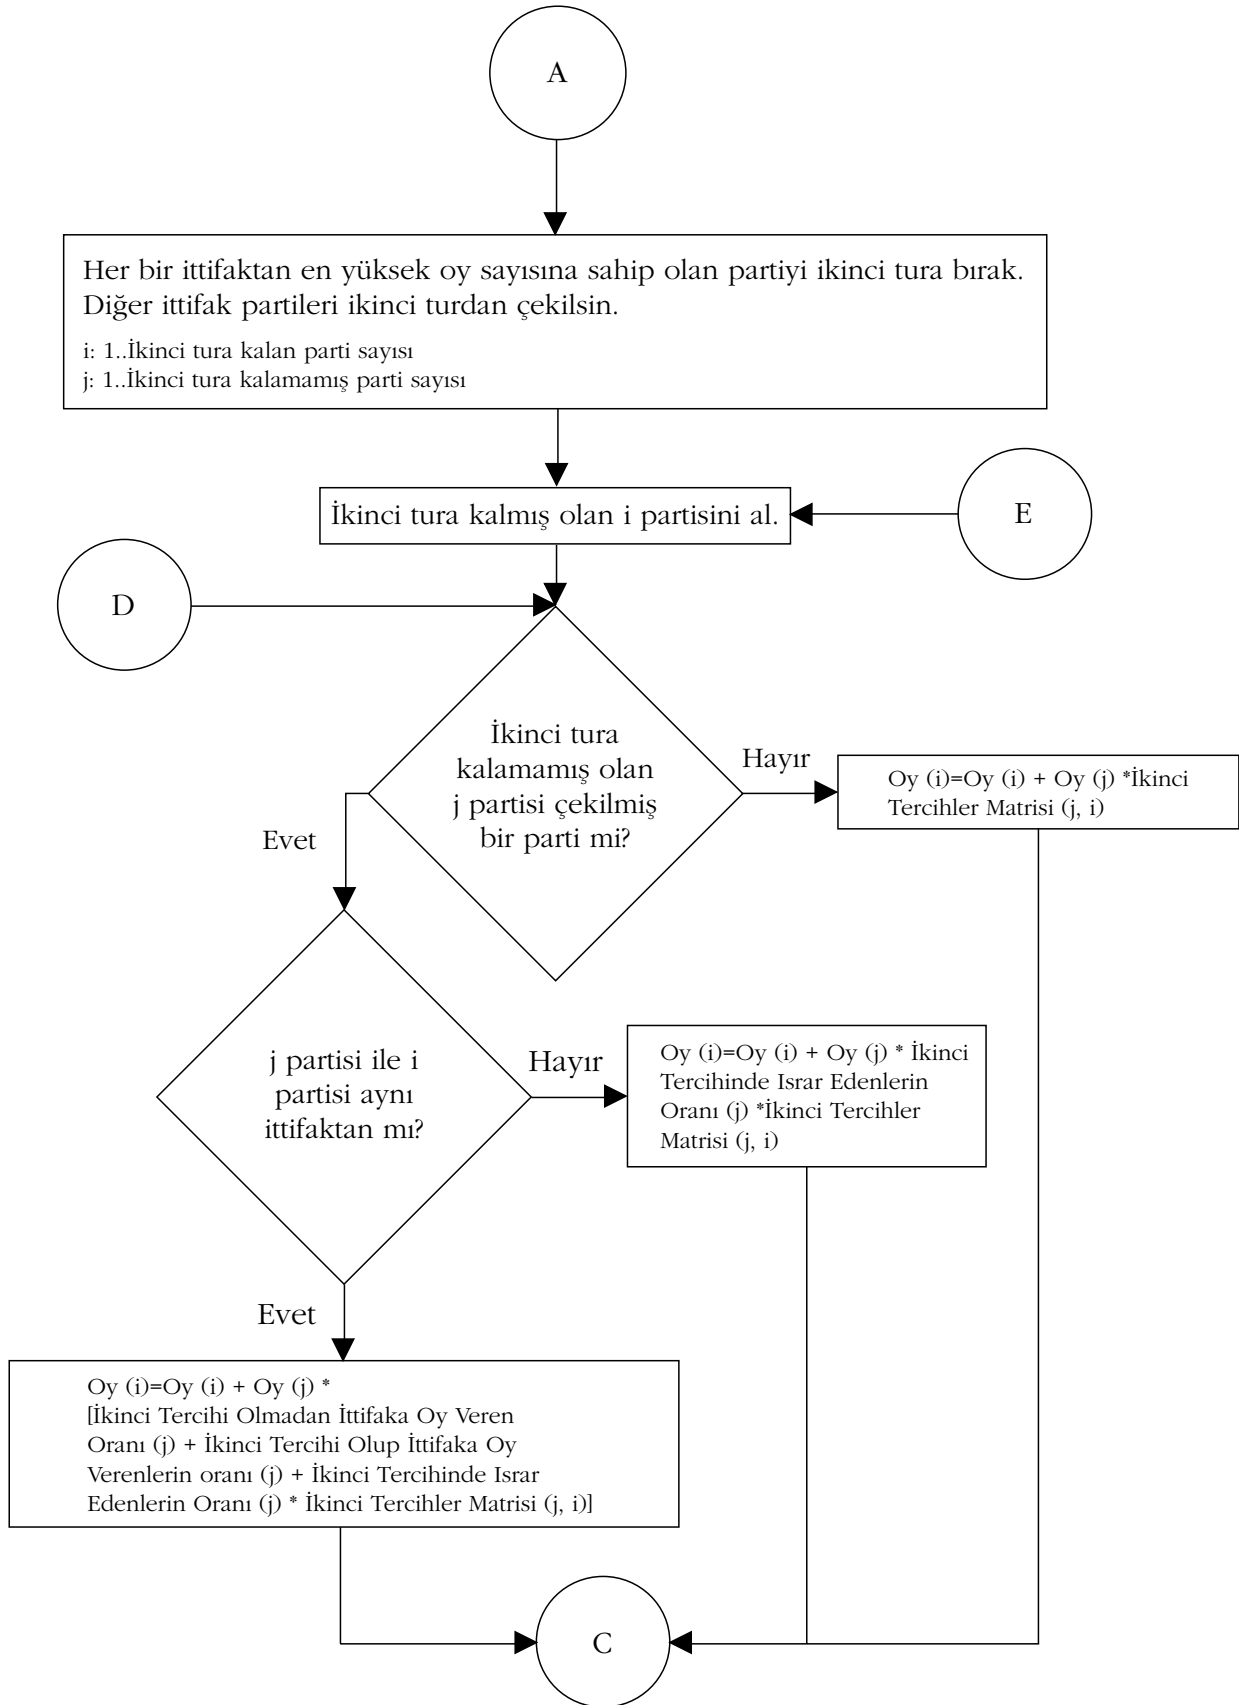 A
Her bir ittifaktan en yüksek oy sayısına sahip olan partiyi ikinci tura bırak.
Diğer ittifak partileri ikinci turdan çekilsin.
i: 1..İkinci tura kalan parti sayısı
j: 1..İkinci tura kalamamış parti sayısı
İkinci tura kalmış olan i partisini al.
E
D
İkinci tura
kalamamış olan
j partisi çekilmiş
bir parti mi?
Hayır
Oy (i)=Oy (i) + Oy (j) *İkinci
Tercihler Matrisi (j, i)
Evet
j partisi ile i
partisi aynı
ittifaktan mı?
Hayır
Oy (i)=Oy (i) + Oy (j) * İkinci
Tercihinde Israr Edenlerin
Oranı (j) *İkinci Tercihler
Matrisi (j, i)
Evet
Oy (i)=Oy (i) + Oy (j) *
[İkinci Tercihi Olmadan İttifaka Oy Veren
Oranı (j) + İkinci Tercihi Olup İttifaka Oy
Verenlerin oranı (j) + İkinci Tercihinde Israr
Edenlerin Oranı (j) * İkinci Tercihler Matrisi (j, i)]
C